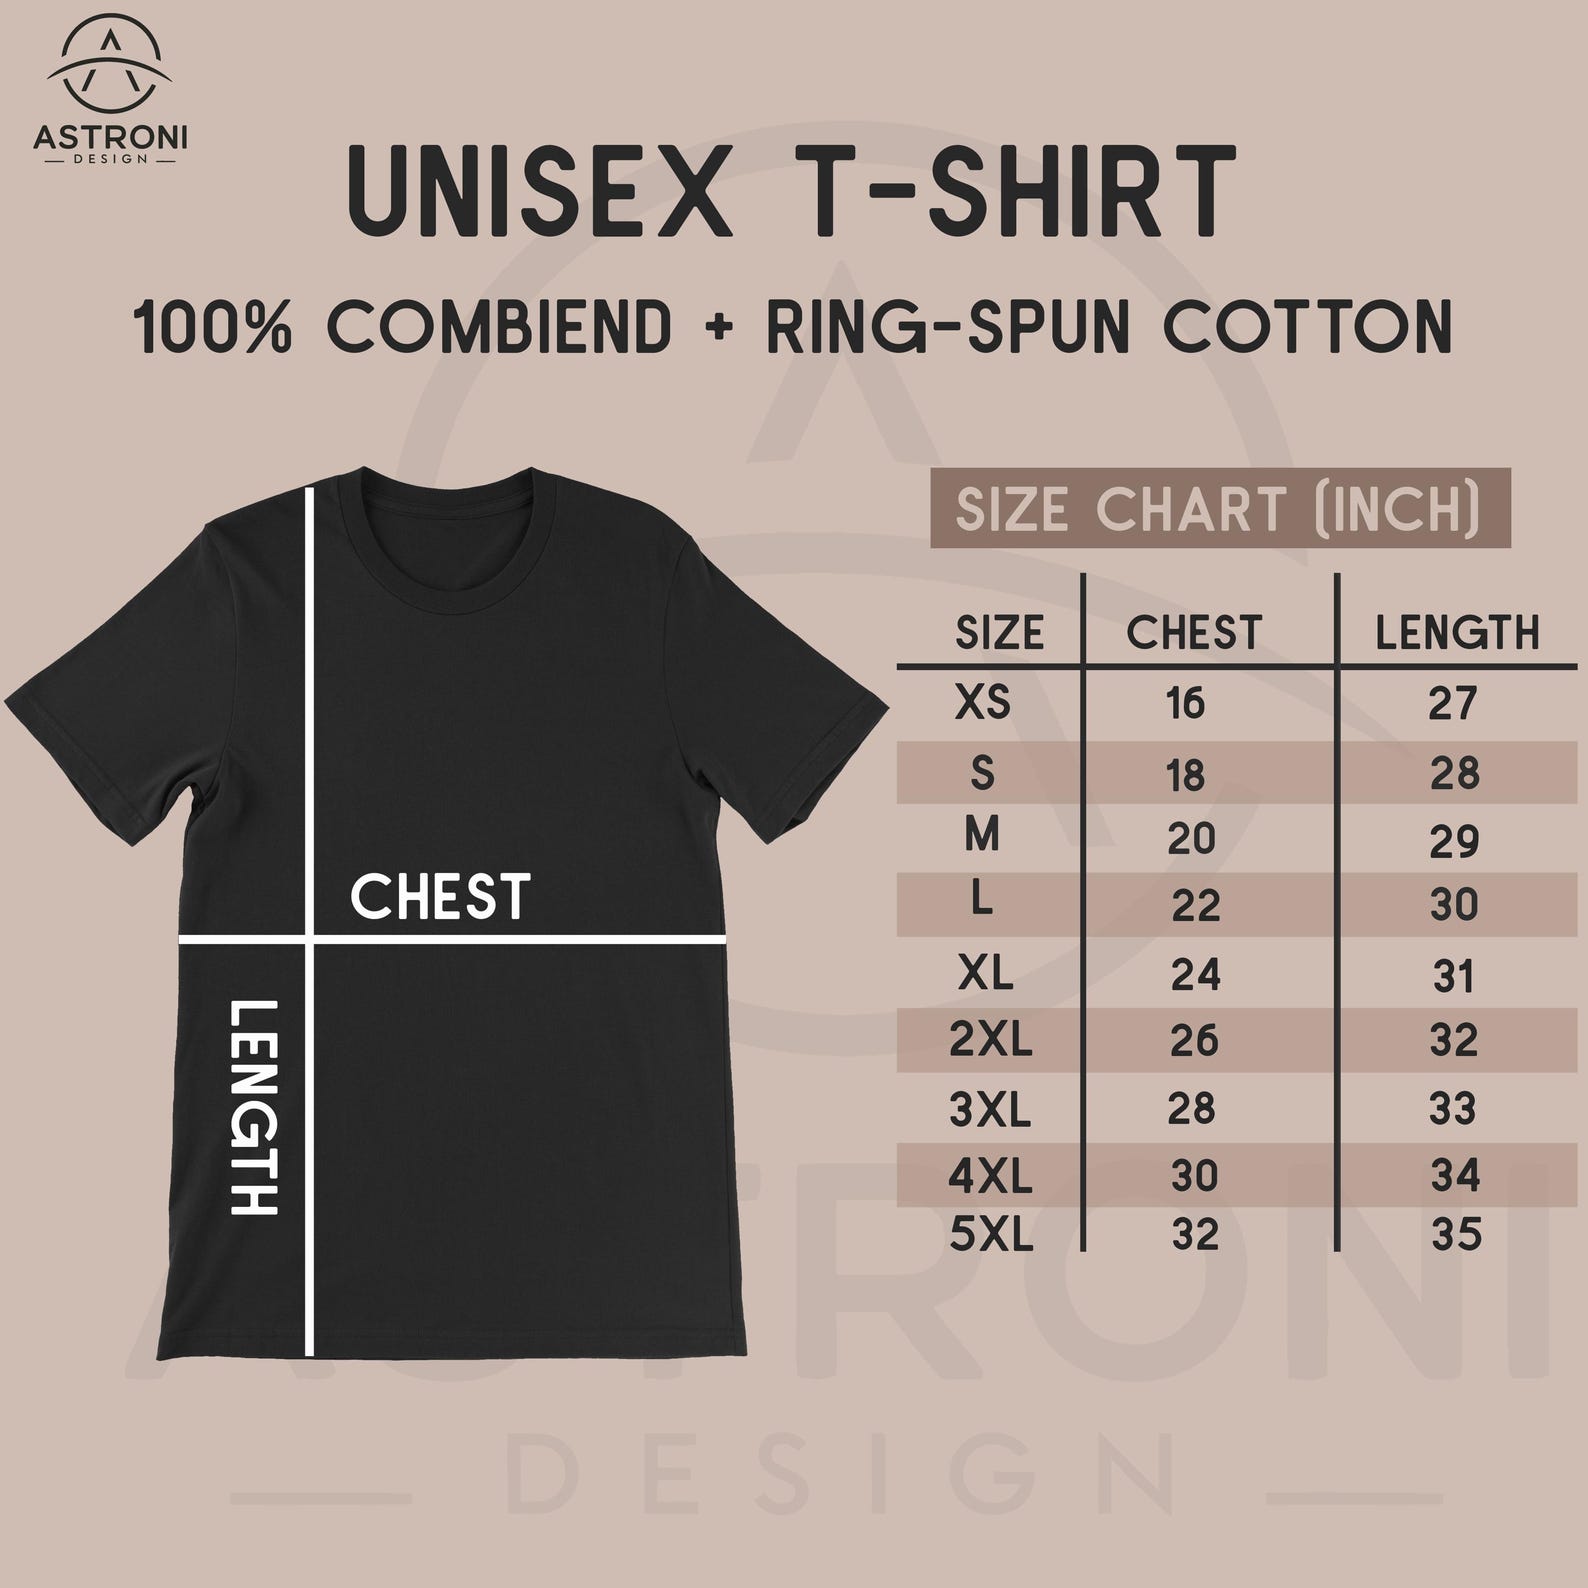 ASTRONI
DESIGN
UNISEX T-SHIRT
100% COMBIEND + RING-SPUN COTTON
SIZE CHART (INCH)
SIZE CHEST LENGTH
XS 16 27
S 18 28
M 20 29
L 22 30
XL 24 31
2XL 26 32
3XL 28 33
4XL 30 34
5XL 32 35
CHEST
LENGTH
ASTRONI
DESIGN